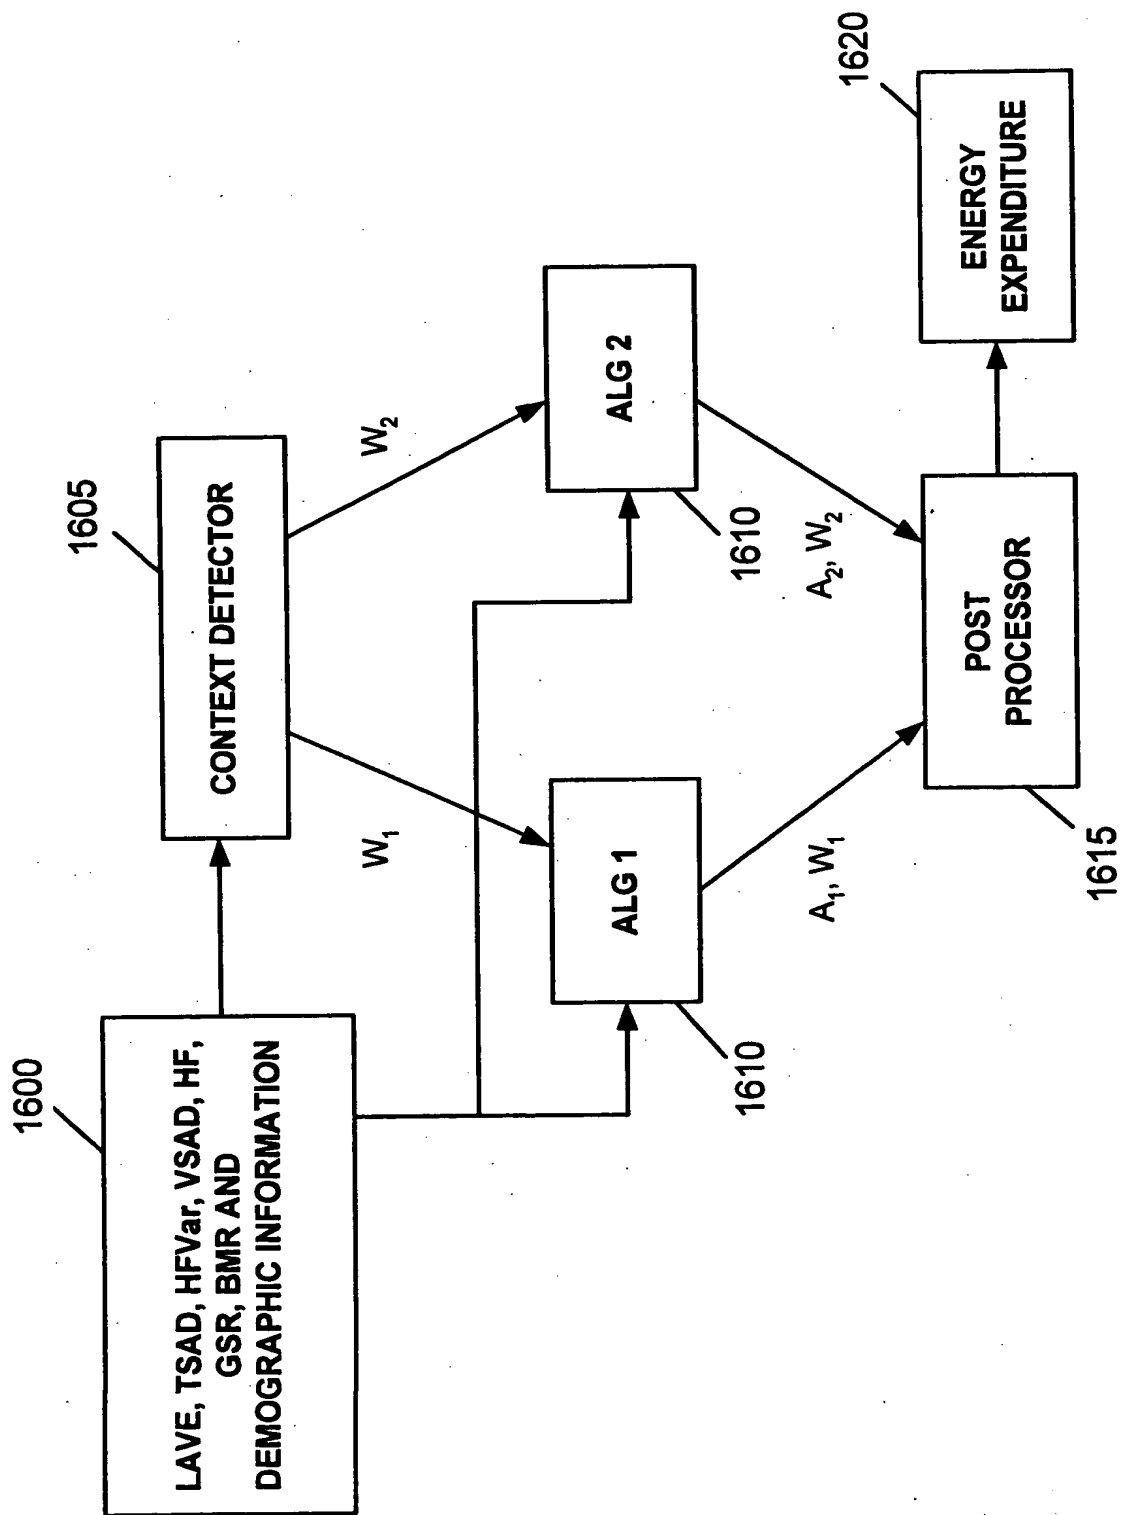 1600
LAVE, TSAD, HFVar, VSAD, HF,
GSR, BMR AND
DEMOGRAPHIC INFORMATION
1605
CONTEXT DETECTOR
W₁
W₂
ALG 1
1610
ALG 2
1610
A₁, W₁
A₂, W₂
POST
PROCESSOR
1615
ENERGY
EXPENDITURE
1620